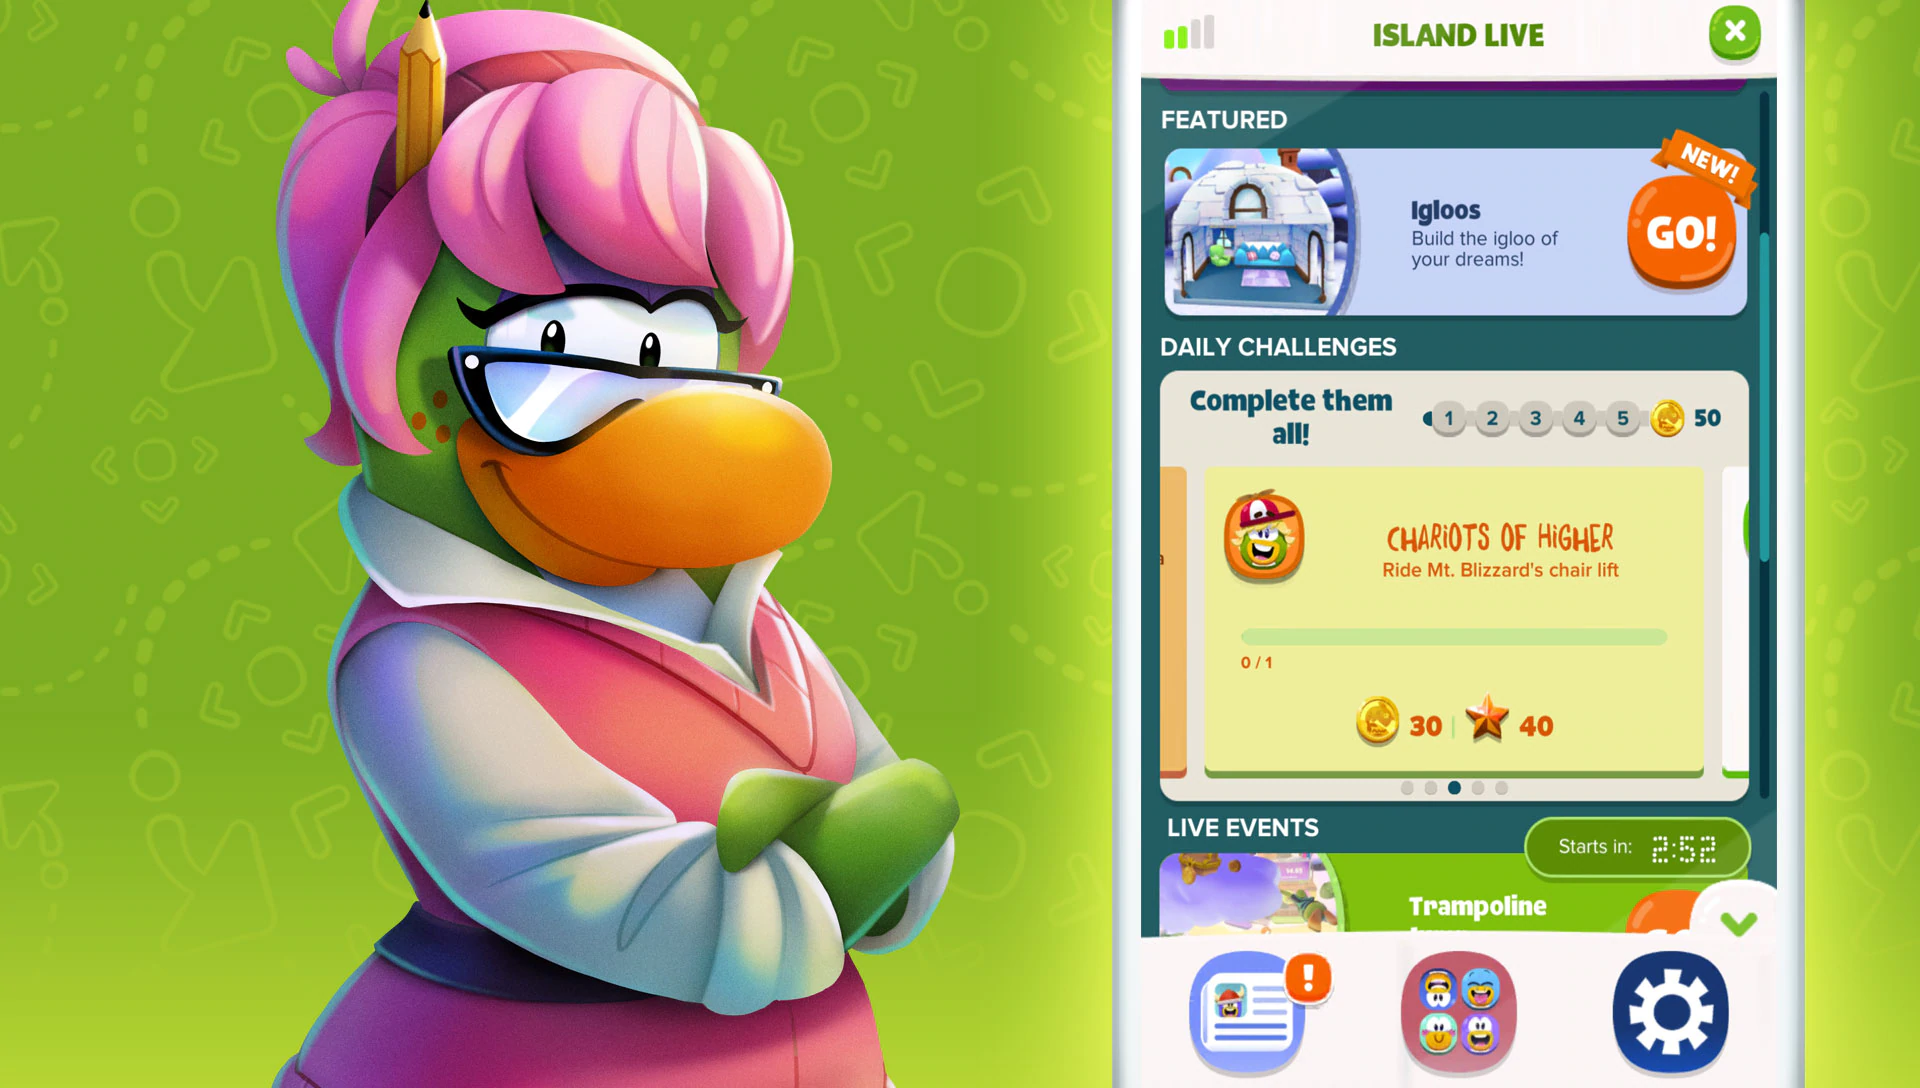 ISLAND LIVE
FEATURED
NEW!
Igloos
Build the igloo of
your dreams!
GO!
DAILY CHALLENGES
Complete them
all!
1 2 3 4 5 50
CHARIOTS OF HIGHER
Ride Mt. Blizzard's chair lift
0 / 1
30 40
LIVE EVENTS
Starts in: 2:52
Trampoline
!